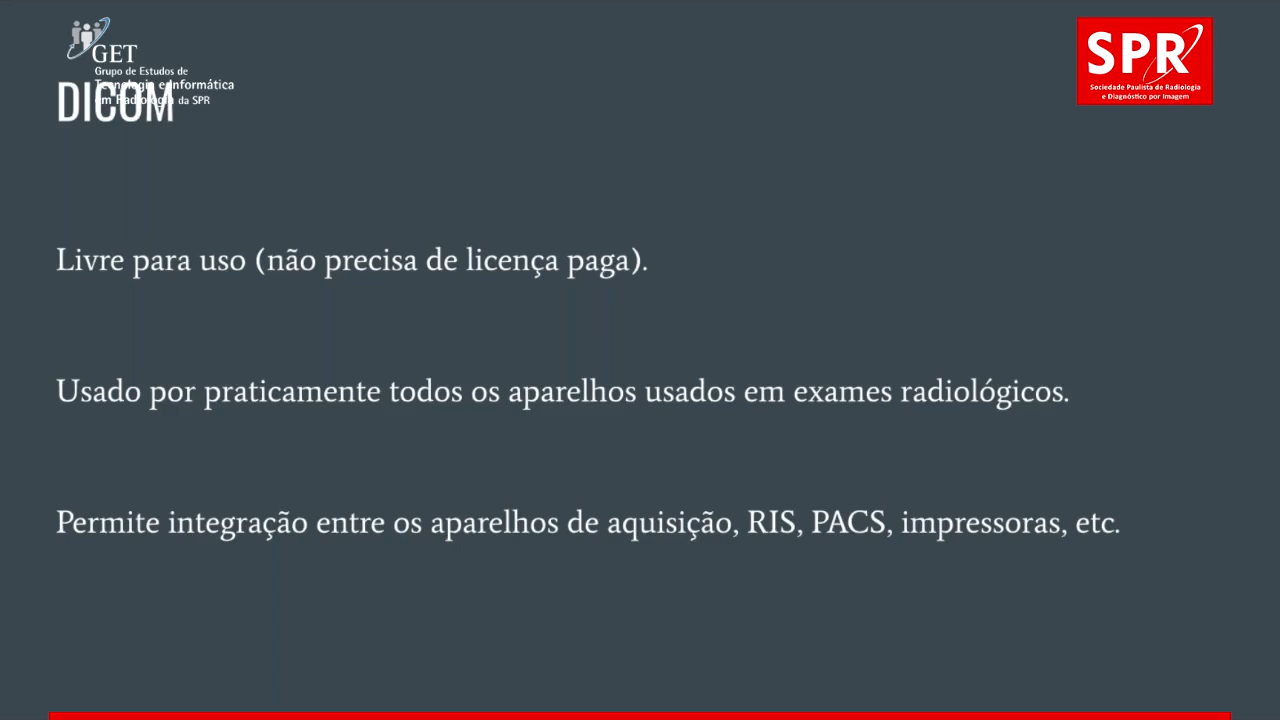 GET
Grupo de Estudos de
Tecnologia e Informática
em Radiologia da SPR
DICOM
SPR
Sociedade Paulista de Radiologia
e Diagnóstico por Imagem
Livre para uso (não precisa de licença paga).
Usado por praticamente todos os aparelhos usados em exames radiológicos.
Permite integração entre os aparelhos de aquisição, RIS, PACS, impressoras, etc.